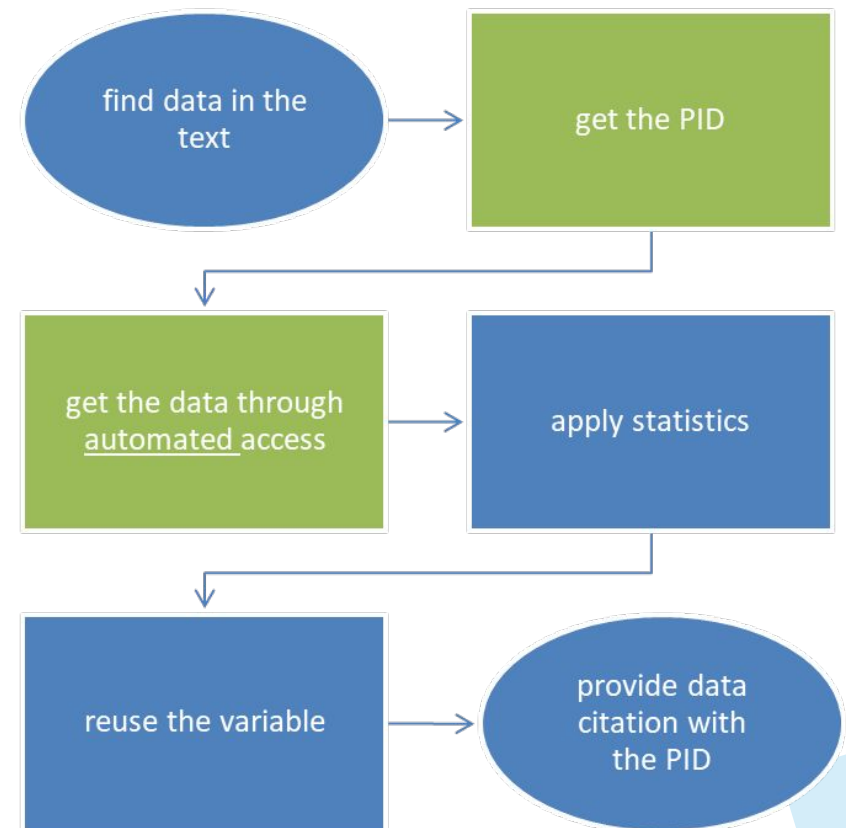 find data in the
text
get the PID
get the data through
automated access
apply statistics
reuse the variable
provide data
citation with
the PID